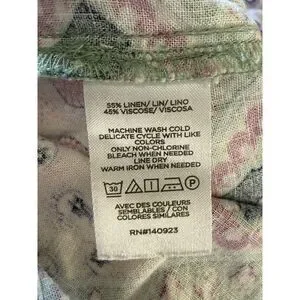 55% LINEN/ LIN/ LINO
45% VISCOSE/ VISCOSA
MACHINE WASH COLD
DELICATE CYCLE WITH LIKE
COLORS
ONLY NON-CHLORINE
BLEACH WHEN NEEDED
LINE DRY
WARM IRON WHEN NEEDED
30 P
AVEC DES COULEURS
SEMBLABLES / CON
COLORES SIMILARES
RN#140923